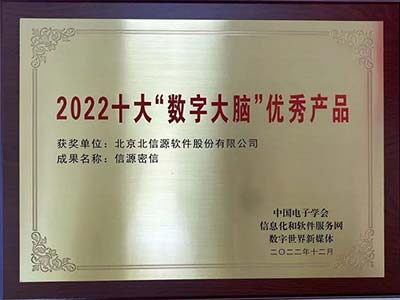 2022十大“数字大脑”优秀产品
获奖单位：北京北信源软件股份有限公司
成果名称：信源密信
中国电子学会
信息化和软件服务网
数字世界新媒体
二〇二二年十二月